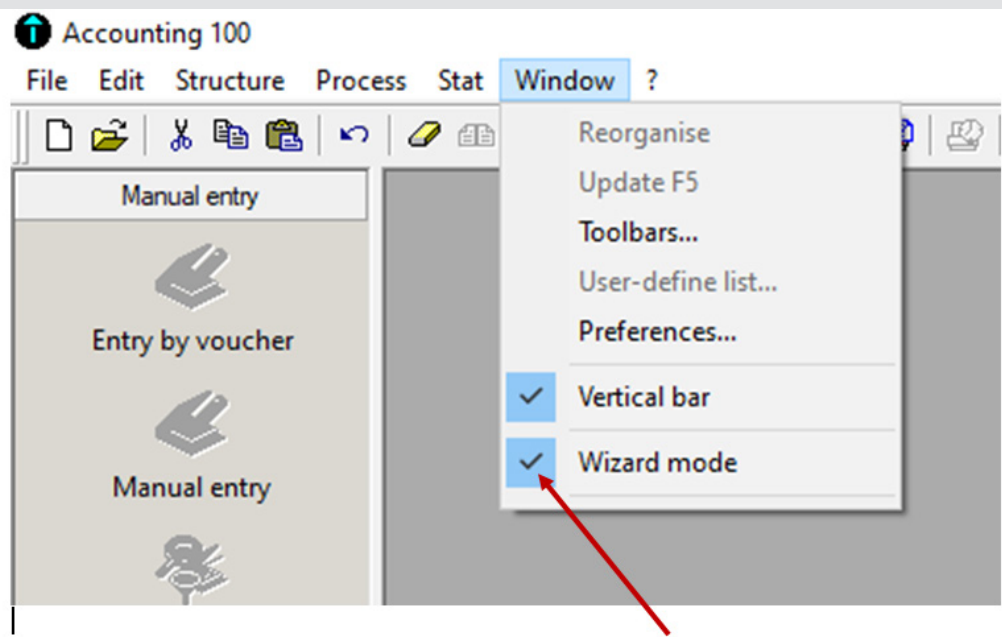 Accounting 100
File Edit Structure Process Stat Window ?
Manual entry
Entry by voucher
Manual entry
Reorganise
Update F5
Toolbars...
User-define list...
Preferences...
Vertical bar
Wizard mode